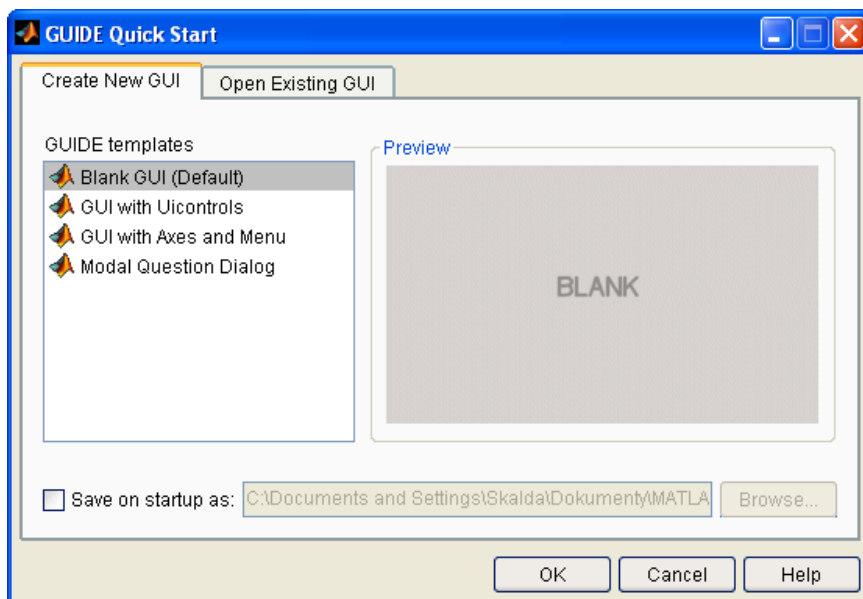 GUIDE Quick Start
Create New GUI
Open Existing GUI
GUIDE templates
Blank GUI (Default)
GUI with Uicontrols
GUI with Axes and Menu
Modal Question Dialog
Preview
BLANK
Save on startup as:
C:\Documents and Settings\Skalda\Dokumenty\MATLA
Browse...
OK
Cancel
Help